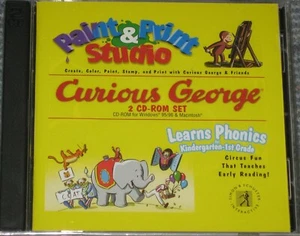 Paint & Print
Studio
Create, Color, Paint, Stamp, and Print with Curious George & Friends
Curious George
2 CD-ROM SET
CD-ROM for Windows® 95/98 & Macintosh®
Learns Phonics
Kindergarten-1st Grade
Circus Fun
That Teaches
Early Reading!